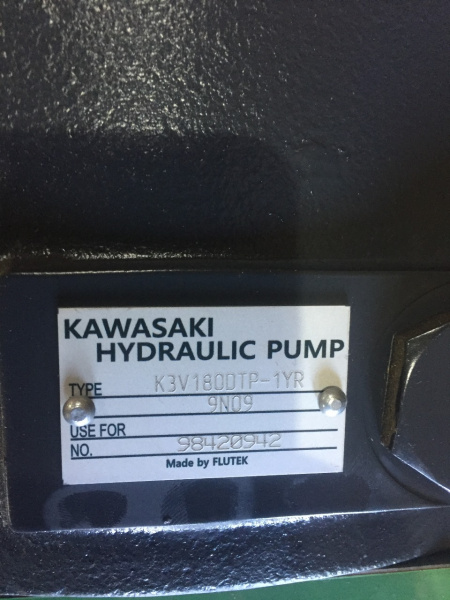 KAWASAKI
HYDRAULIC PUMP
TYPE K3V180DTP-1YR
9N09
USE FOR
NO. 98420942
Made by FLUTEK